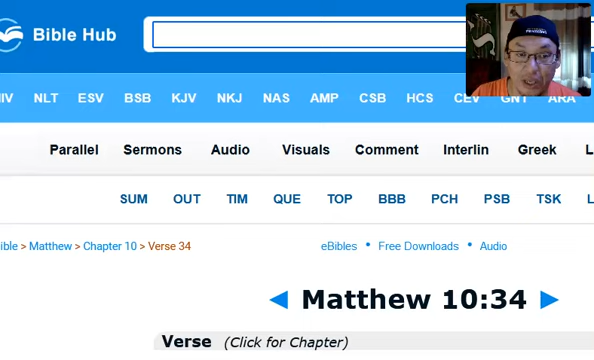 Bible Hub
NLT ESV BSB KJV NKJ NAS AMP CSB HCS CEV GNT ARA
Parallel Sermons Audio Visuals Comment Interlin Greek
SUM OUT TIM QUE TOP BBB PCH PSB TSK
> Matthew > Chapter 10 > Verse 34 eBibles • Free Downloads • Audio
◄ Matthew 10:34 ►
Verse (Click for Chapter)